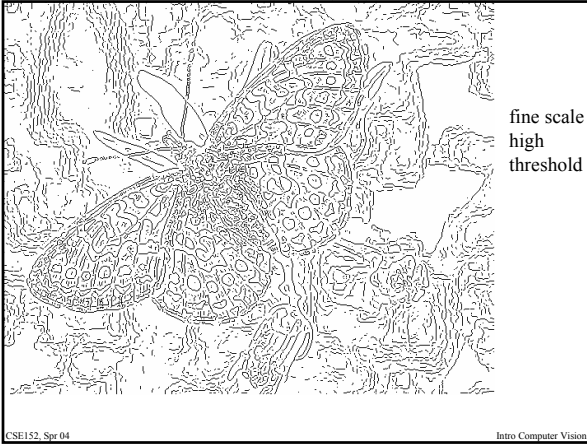 fine scale
high
threshold
CSE152, Spr 04
Intro Computer Vision